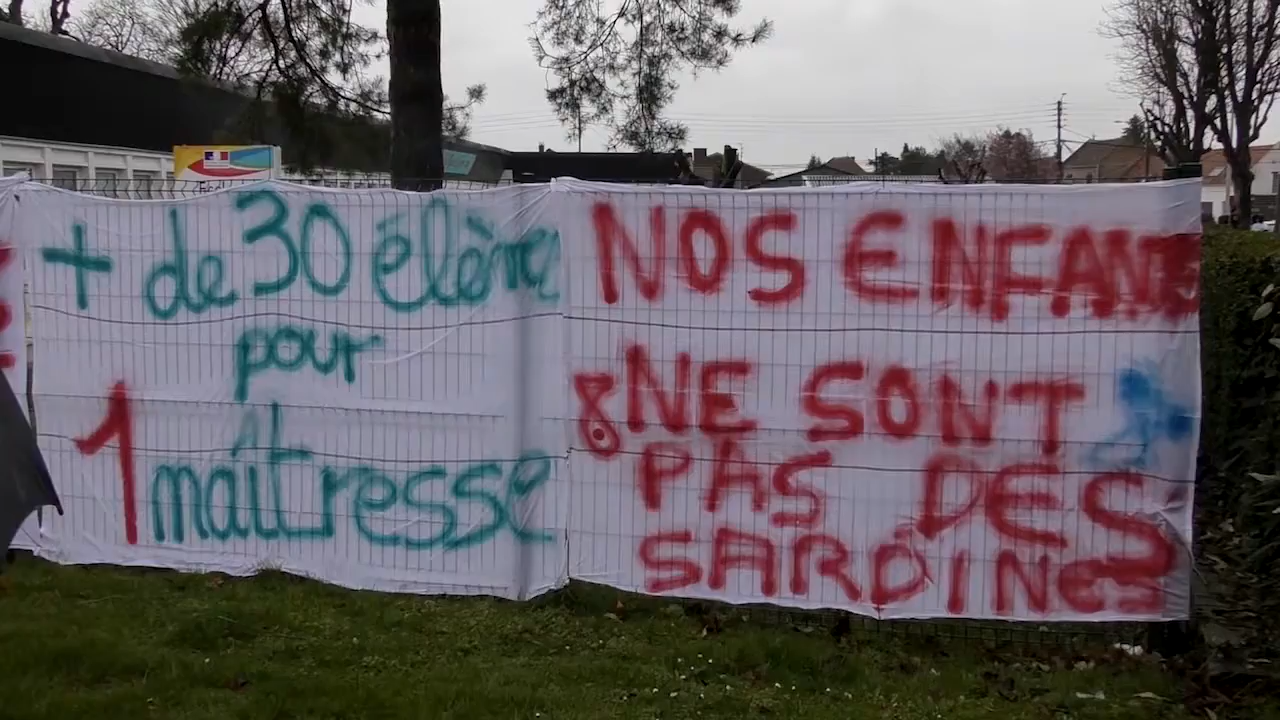 + de 30 élèves
pour
1 maîtresse
NOS ENFANTS
NE SONT
PAS DES
SARDINES